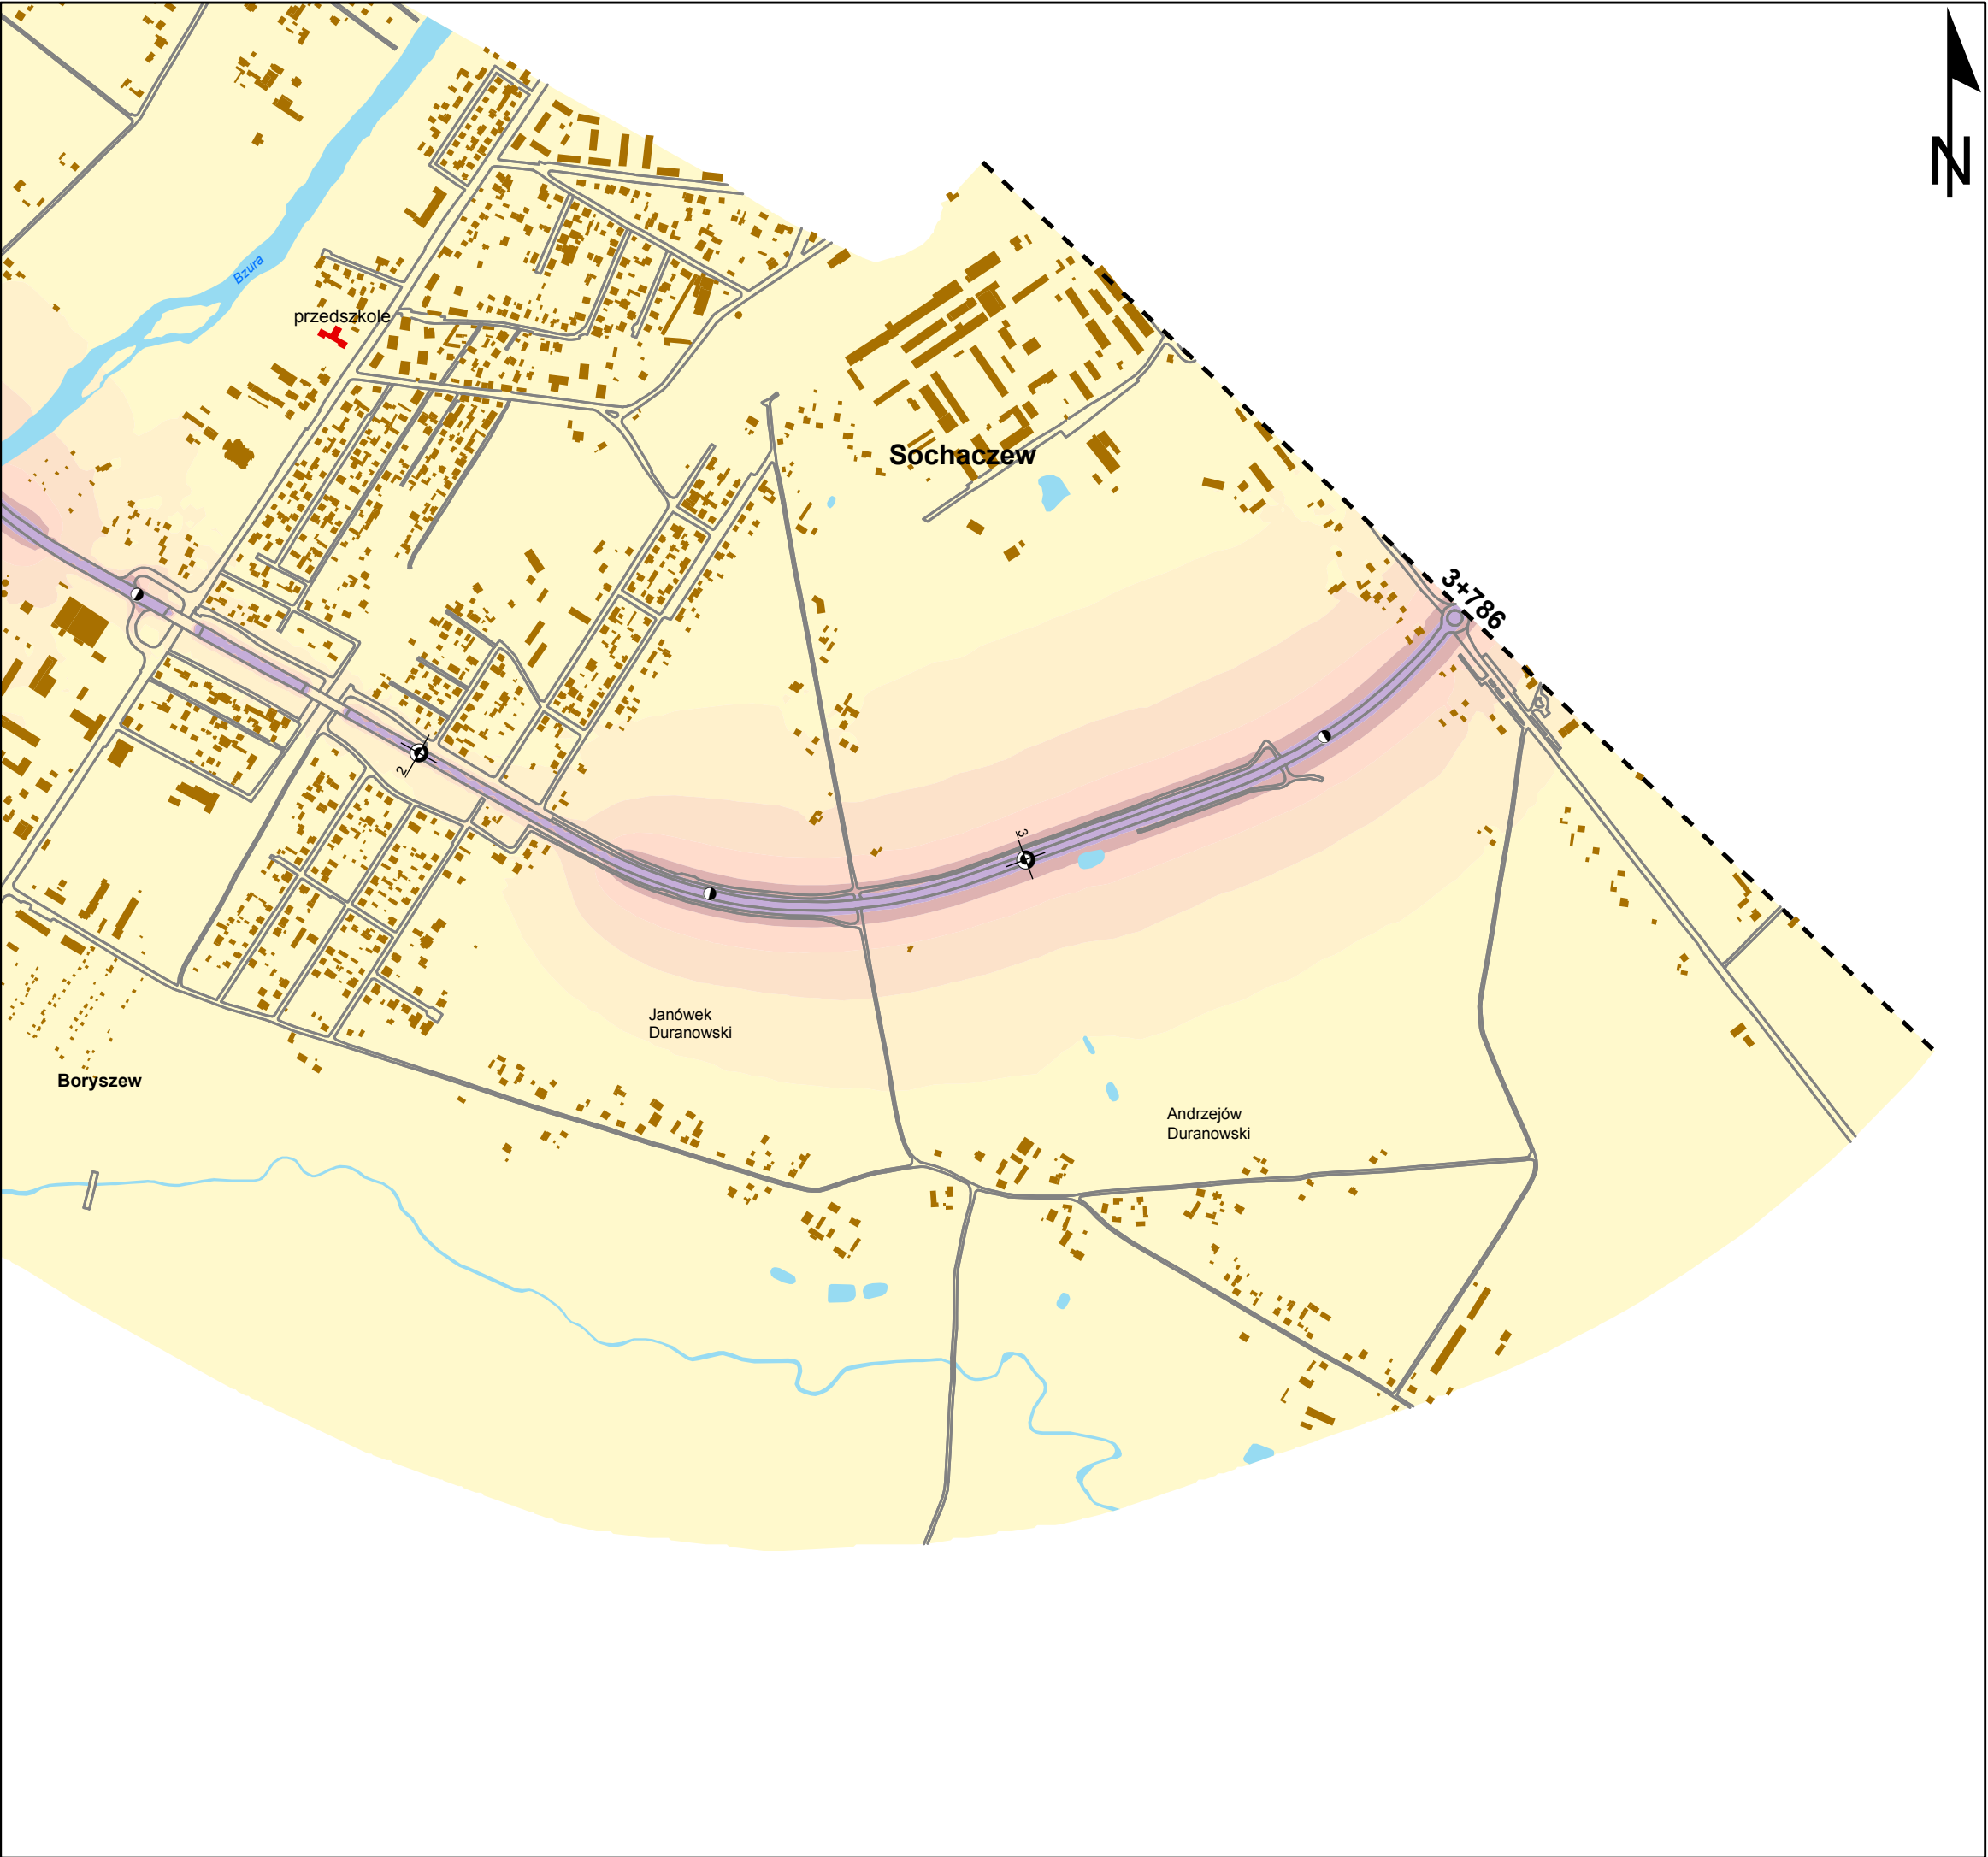 N
Bzura
przedszkole
Sochaczew
3+786
2
3
Janówek
Duranowski
Boryszew
Andrzejów
Duranowski